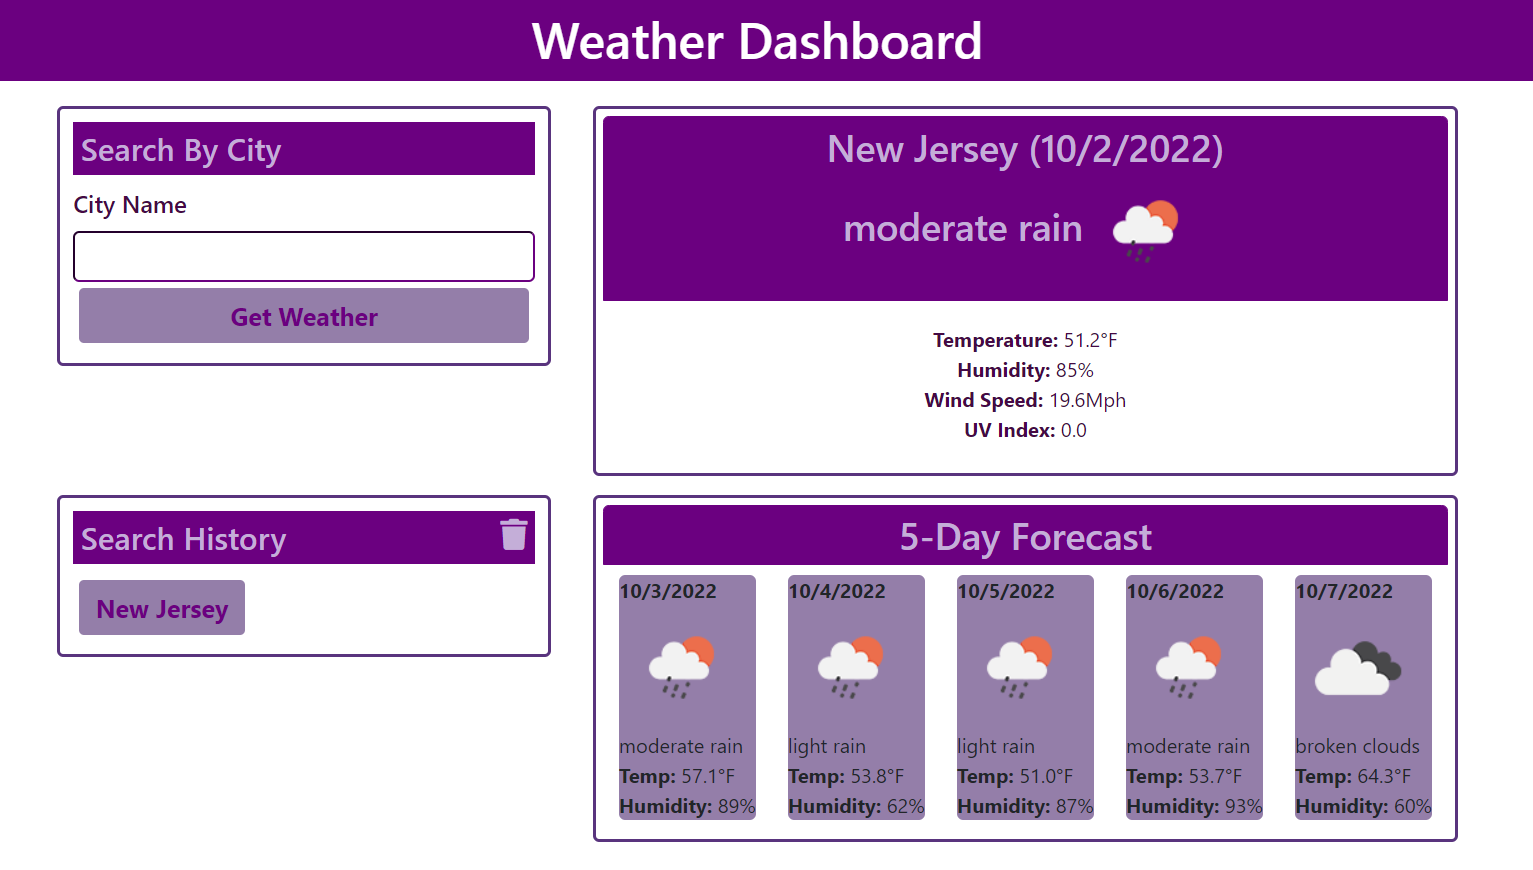 Weather Dashboard
Search By City
City Name
Get Weather
New Jersey (10/2/2022)
moderate rain
Temperature: 51.2°F
Humidity: 85%
Wind Speed: 19.6Mph
UV Index: 0.0
Search History
New Jersey
5-Day Forecast
10/3/2022
moderate rain
Temp: 57.1°F
Humidity: 89%
10/4/2022
light rain
Temp: 53.8°F
Humidity: 62%
10/5/2022
light rain
Temp: 51.0°F
Humidity: 87%
10/6/2022
moderate rain
Temp: 53.7°F
Humidity: 93%
10/7/2022
broken clouds
Temp: 64.3°F
Humidity: 60%